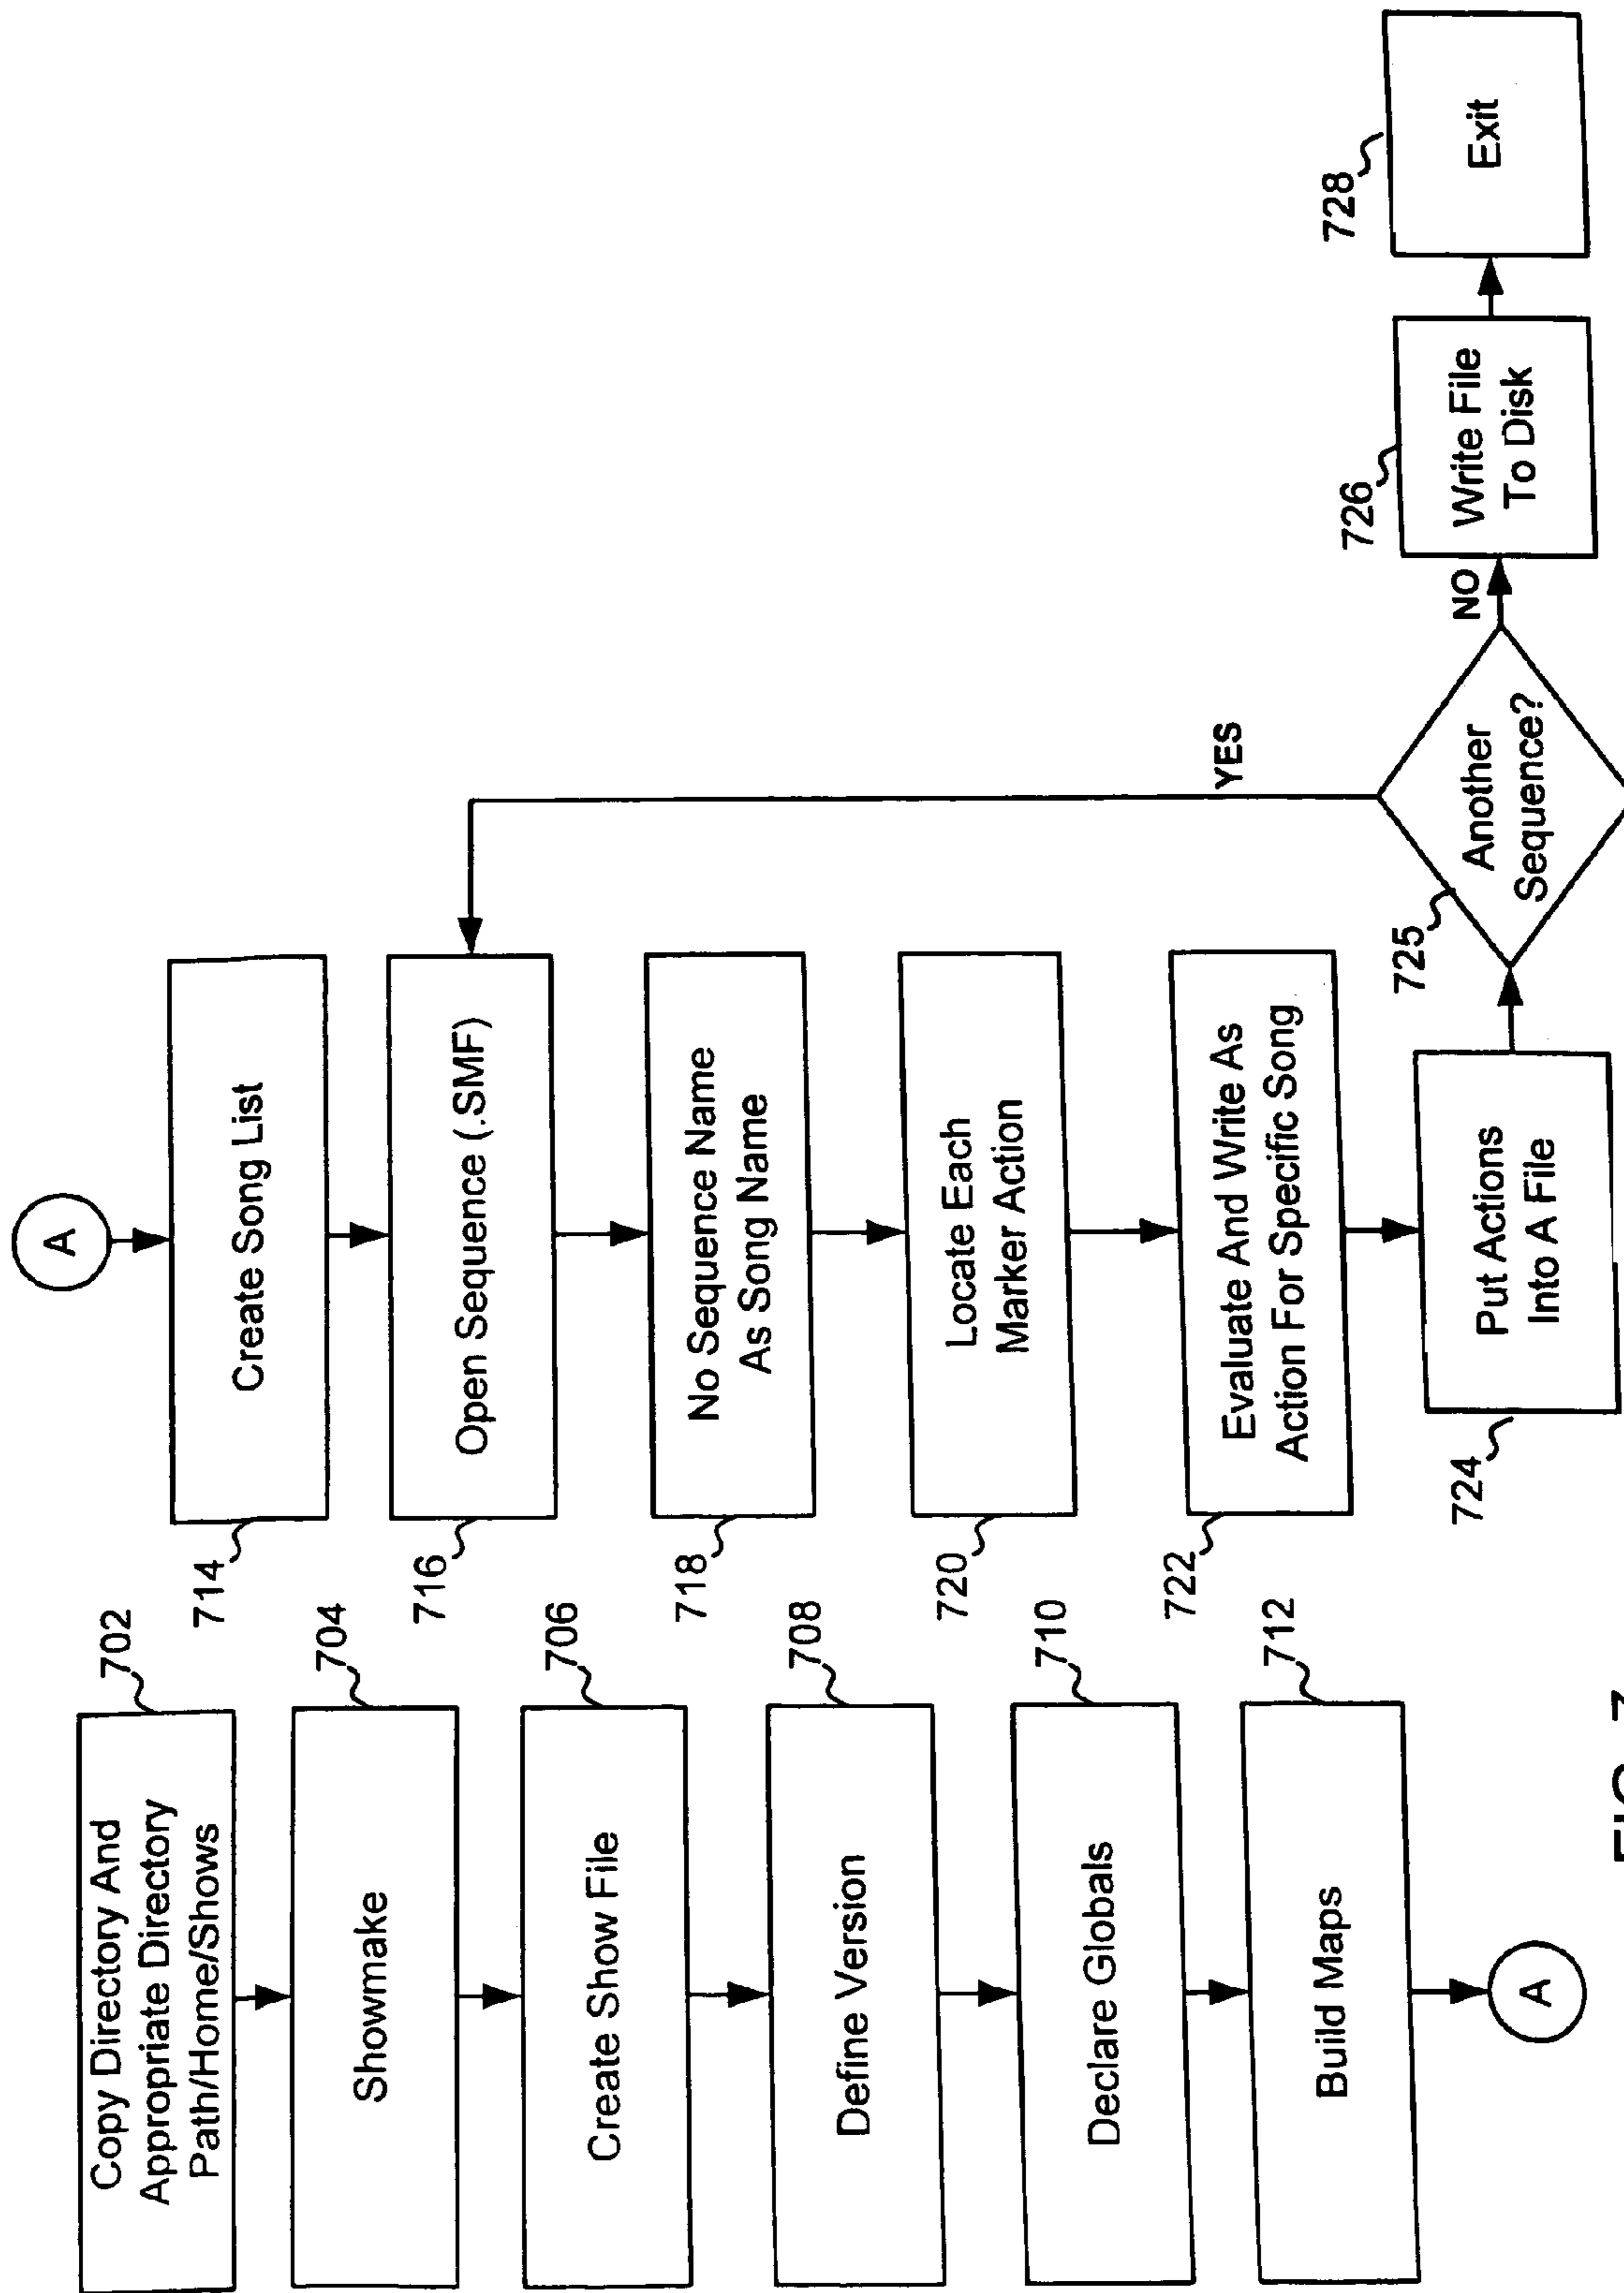 Copy Directory And
Appropriate Directory
Path/Home/Shows
702
Showmake
704
Create Show File
706
Define Version
708
Declare Globals
710
Build Maps
712
A
A
Create Song List
714
Open Sequence (.SMF)
716
No Sequence Name
As Song Name
718
Locate Each
Marker Action
720
Evaluate And Write As
Action For Specific Song
722
Put Actions
Into A File
724
Another
Sequence?
725
YES
NO
Write File
To Disk
726
Exit
728
FIG. 7